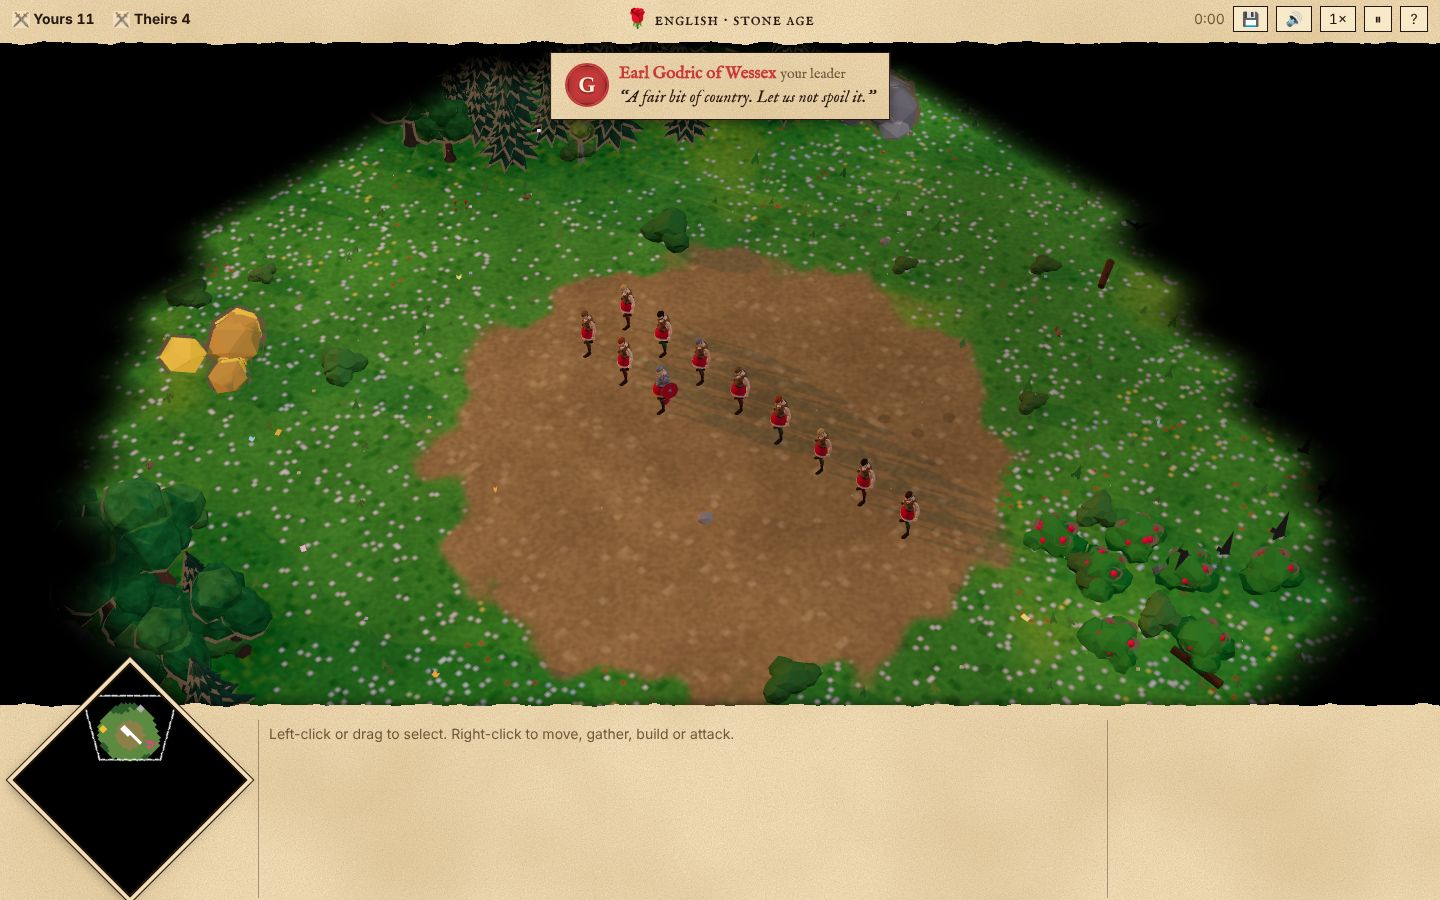 Yours 11 Theirs 4 ENGLISH · STONE AGE 0:00 1× ?
G
Earl Godric of Wessex your leader
“A fair bit of country. Let us not spoil it.”
Left-click or drag to select. Right-click to move, gather, build or attack.